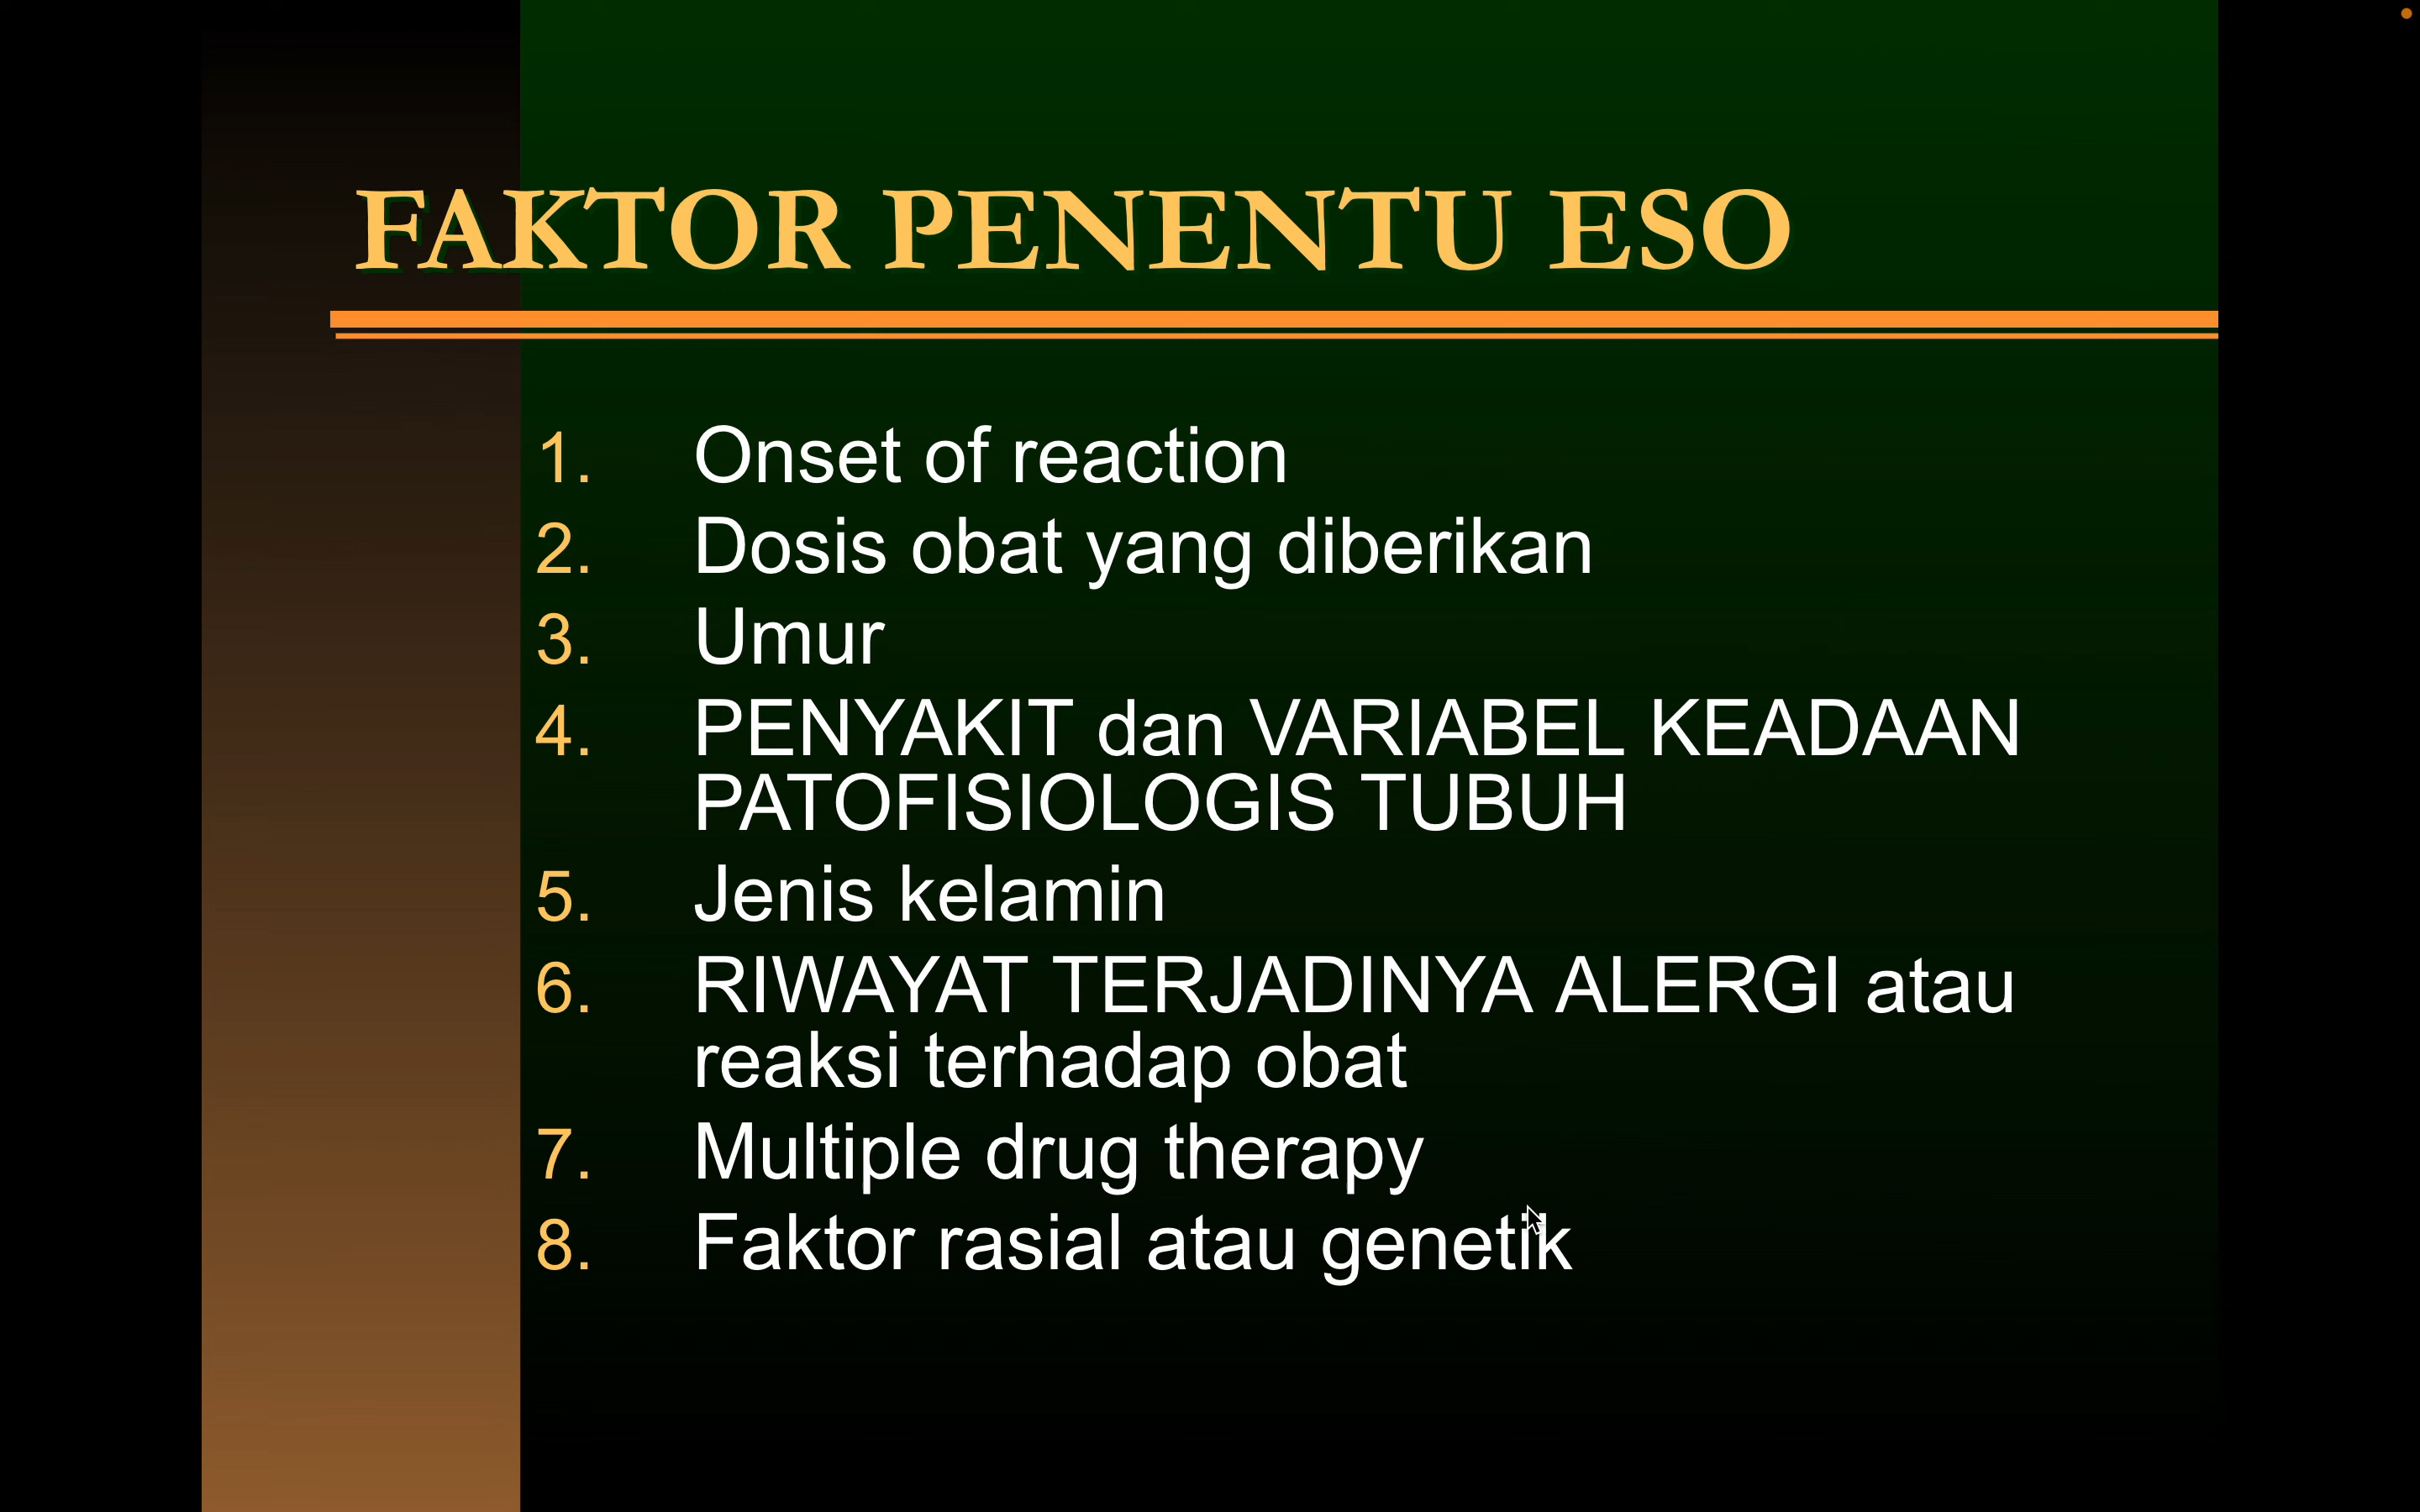 FAKTOR PENENTU ESO
1. Onset of reaction
2. Dosis obat yang diberikan
3. Umur
4. PENYAKIT dan VARIABEL KEADAAN
PATOFISIOLOGIS TUBUH
5. Jenis kelamin
6. RIWAYAT TERJADINYA ALERGI atau
reaksi terhadap obat
7. Multiple drug therapy
8. Faktor rasial atau genetik